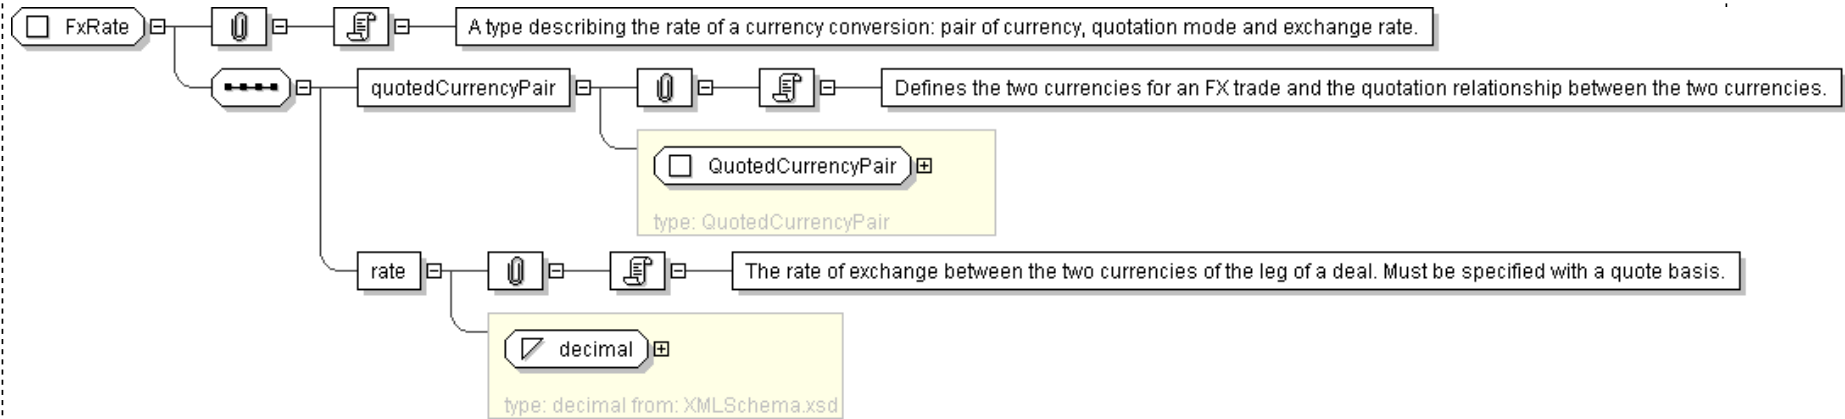 FxRate
A type describing the rate of a currency conversion: pair of currency, quotation mode and exchange rate.
quotedCurrencyPair
Defines the two currencies for an FX trade and the quotation relationship between the two currencies.
QuotedCurrencyPair
type: QuotedCurrencyPair
rate
The rate of exchange between the two currencies of the leg of a deal. Must be specified with a quote basis.
decimal
type: decimal from: XMLSchema.xsd